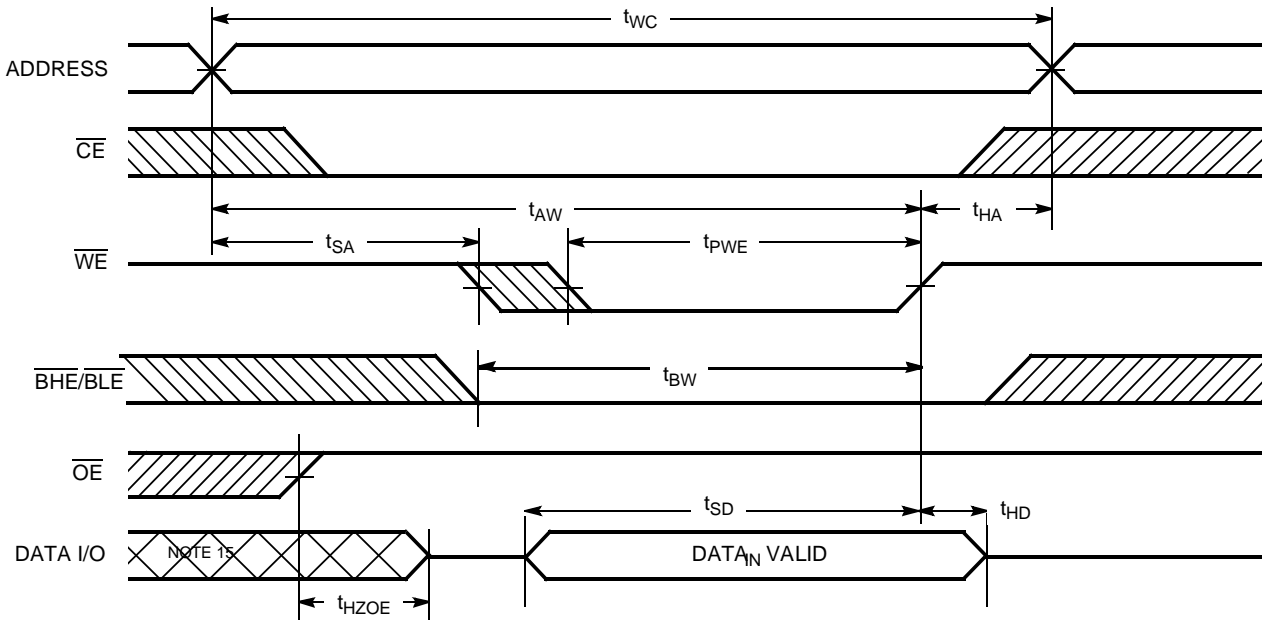 tWC
ADDRESS
CE
tAW
tHA
tSA
tPWE
WE
BHE/BLE
tBW
OE
tSD
tHD
DATA I/O
NOTE 15
DATAIN VALID
tHZOE